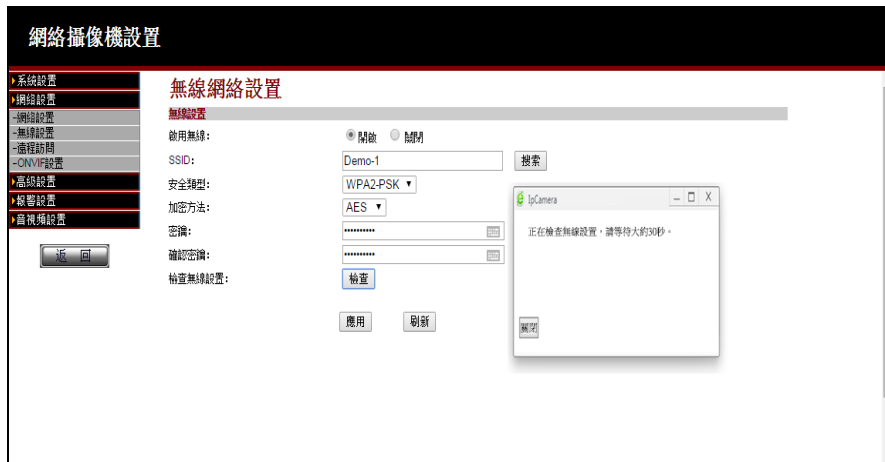 網絡攝像機設置
系統設置
網絡設置
-網絡設置
-無線設置
-遠程訪問
-ONVIF設置
高級設置
報警設置
音視頻設置
返 回
無線網絡設置
無線設置
啟用無線: 開啟 關閉
SSID: Demo-1 搜索
安全類型: WPA2-PSK
加密方法: AES
密鑰: ••••••••••
確認密鑰: ••••••••••
檢查無線設置: 檢查
應用 刷新
IpCamera
正在檢查無線設置,請等待大約30秒。
關閉